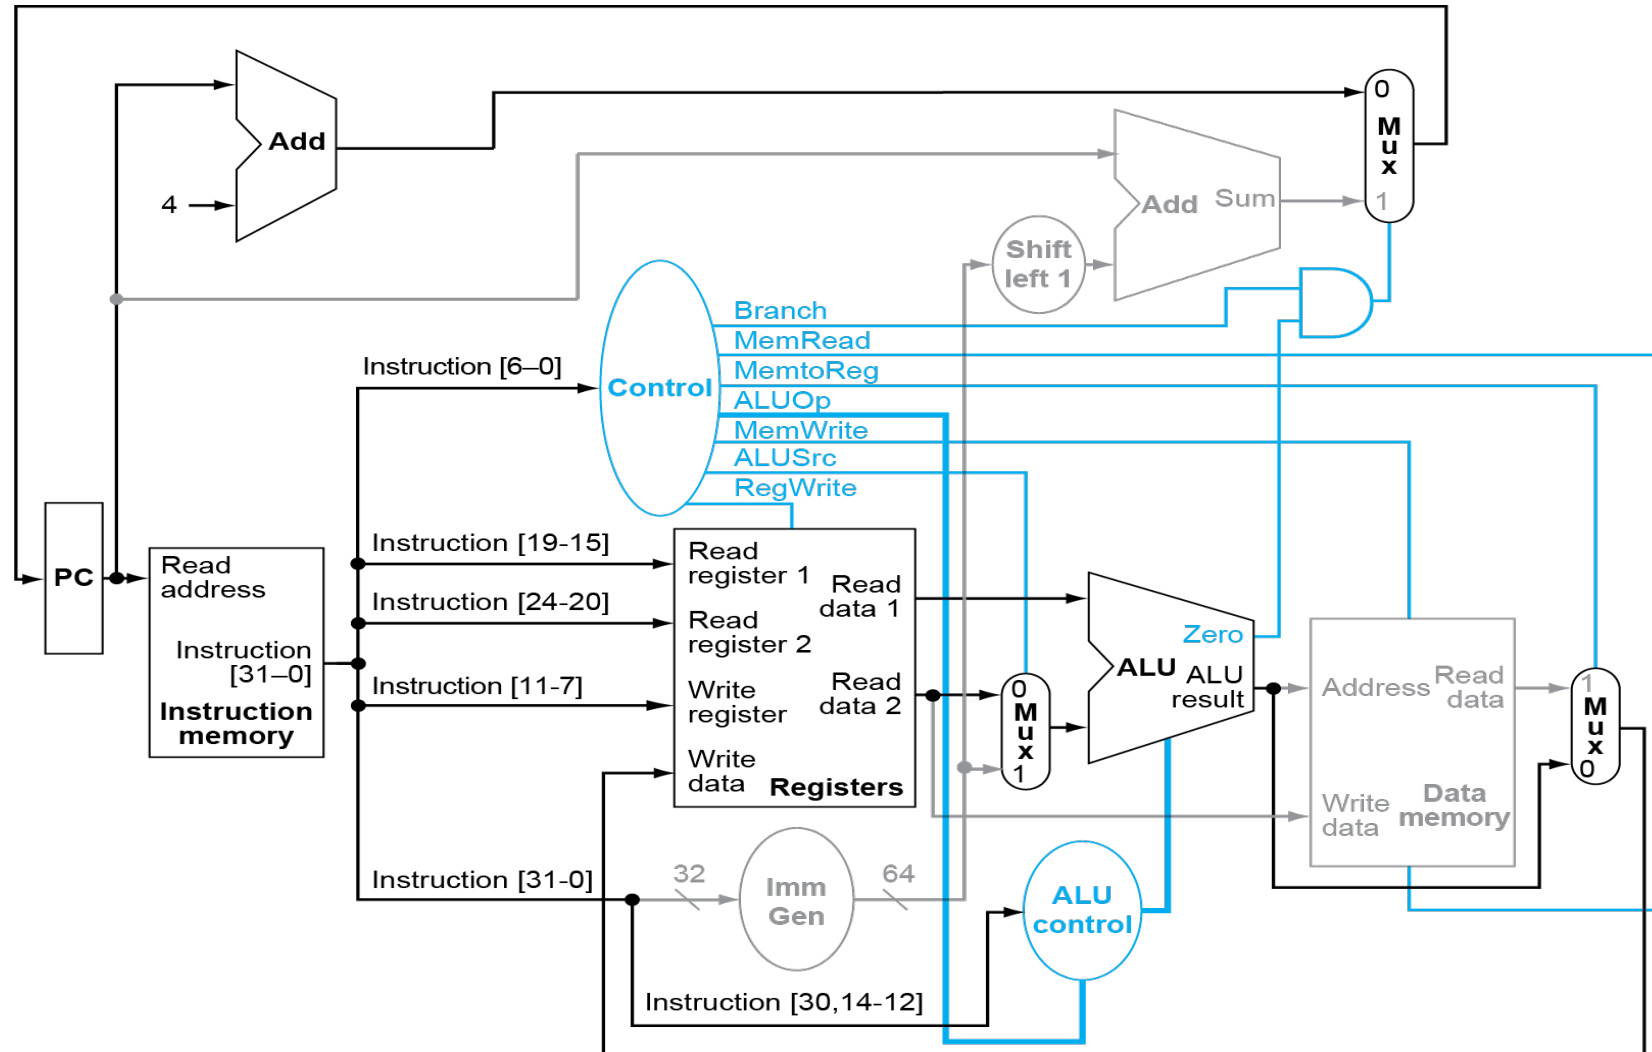 0
M
u
x
1
Add
4
Add
Sum
Shift
left 1
Branch
MemRead
MemtoReg
ALUOp
MemWrite
ALUSrc
RegWrite
Control
Instruction [6–0]
Instruction [19-15]
Instruction [24-20]
Instruction [11-7]
Instruction [31-0]
Instruction [30,14-12]
PC
Read
address
Instruction
[31–0]
Instruction
memory
Read
register 1
Read
register 2
Write
register
Write
data
Read
data 1
Read
data 2
Registers
0
M
u
x
1
Zero
ALU
ALU
result
Address
Read
data
Write
data
Data
memory
1
M
u
x
0
32
Imm
Gen
64
ALU
control